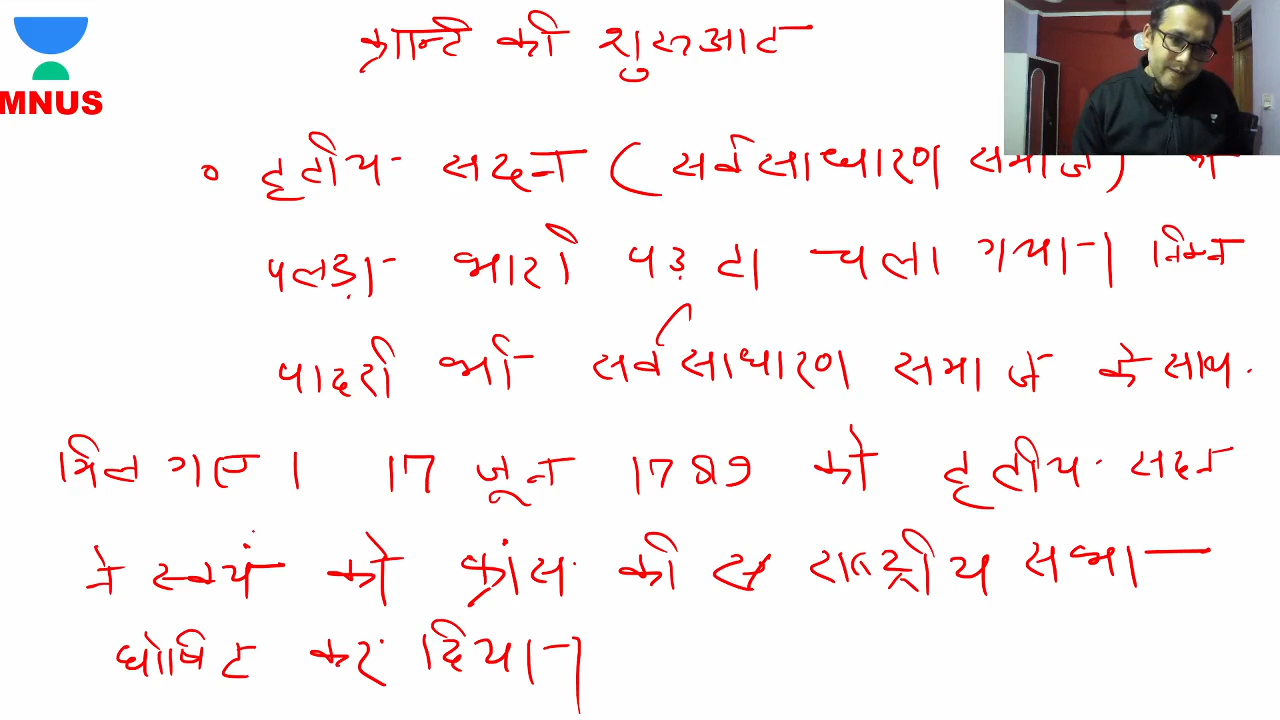 MNUS
क्रान्ति की शुरुआत
• तृतीय सदन (सर्वसाधारण समाज) का
पलड़ा भारी पड़ता चला गया। निम्न
पादरी भी सर्वसाधारण समाज के साथ
मिल गए। 17 जून 1789 को तृतीय सदन
ने स्वयं को फ्रांस की राष्ट्रीय सभा
घोषित कर दिया।